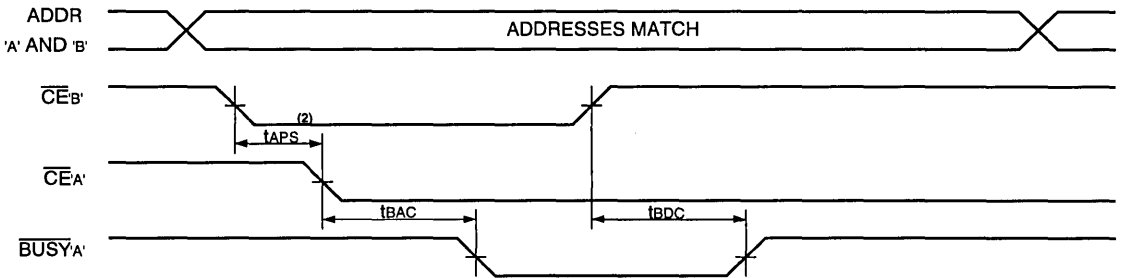 ADDR
'A' AND 'B'
ADDRESSES MATCH
CE'B'
(2)
tAPS
CE'A'
tBAC
tBDC
BUSY'A'